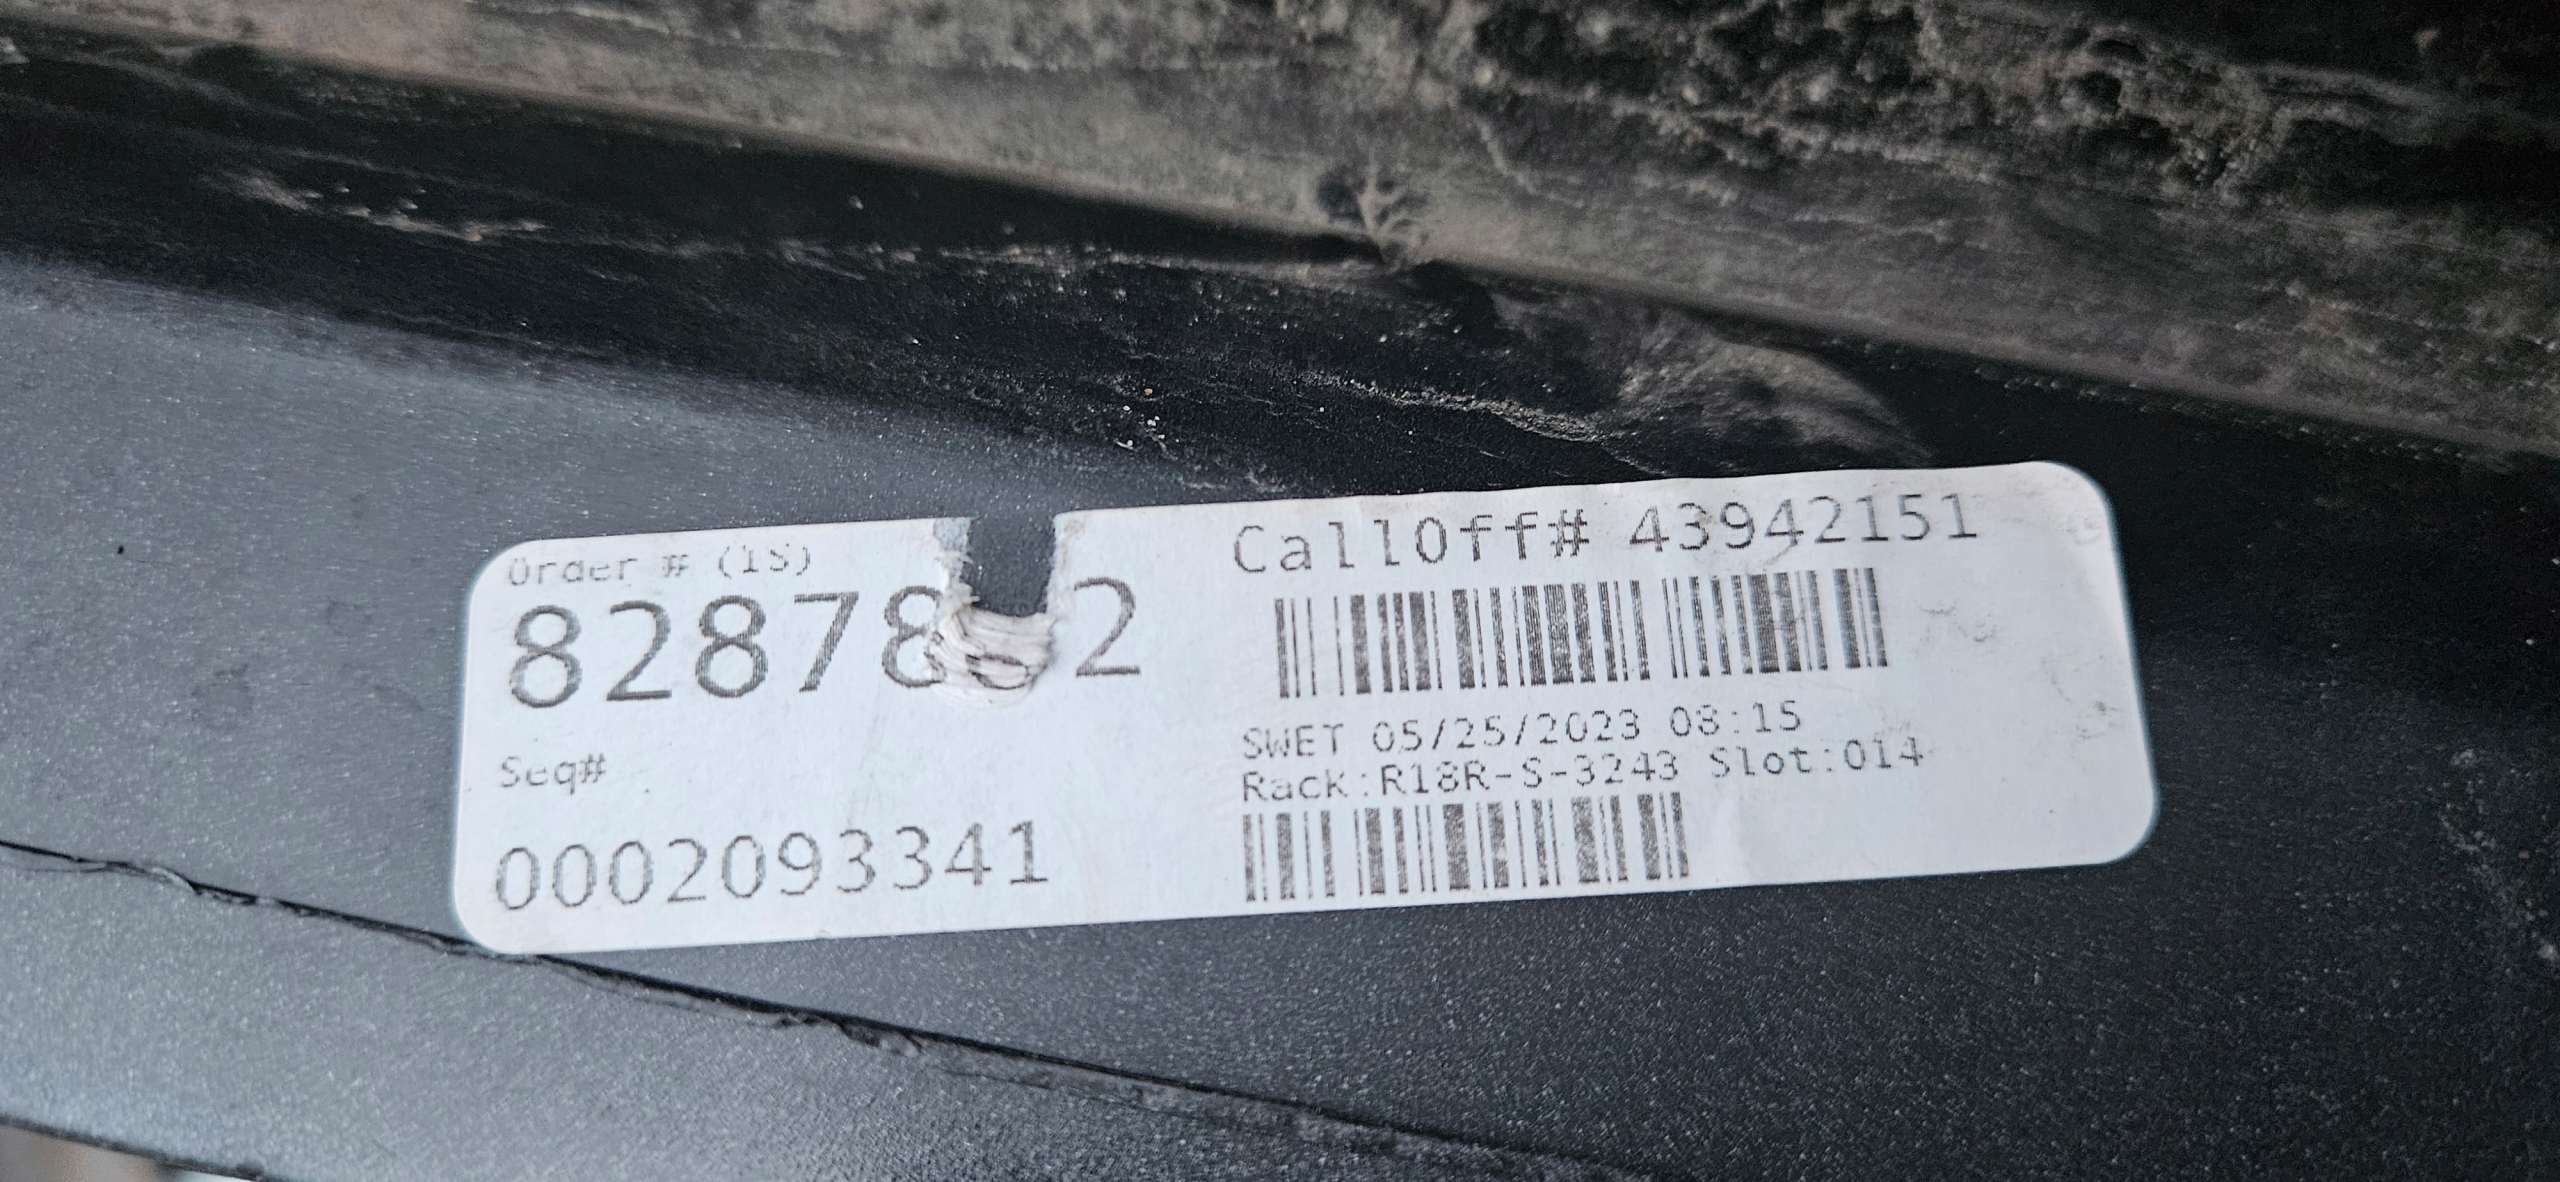 Order # (1S)
CallOff# 43942151
Seq#
0002093341
SWET 05/25/2023 08:15
Rack:R18R-S-3243 Slot:014